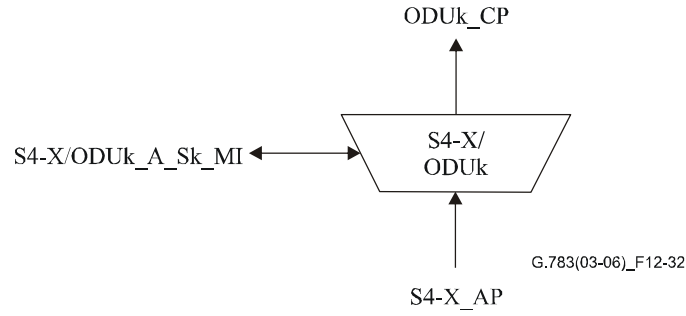 ODUk_CP
S4-X/
ODUk
S4-X/ODUk_A_Sk_MI
G.783(03-06)_F12-32
S4-X_AP